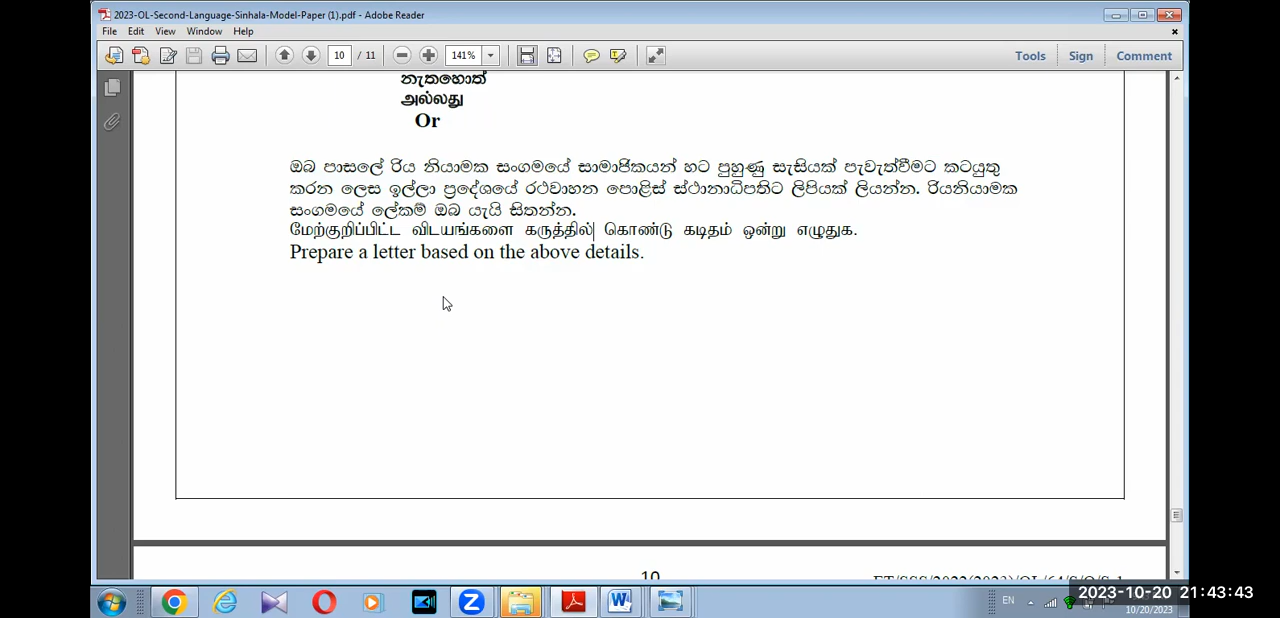 2023-OL-Second-Language-Sinhala-Model-Paper (1).pdf - Adobe Reader
File Edit View Window Help
10 / 11 141% Tools Sign Comment
නැතහොත්
அல்லது
Or
ඔබ පාසලේ රිය නියාමක සංගමයේ සාමාජිකයන් හට පුහුණු සැසියක් පැවැත්වීමට කටයුතු
කරන ලෙස ඉල්ලා ප්‍රදේශයේ රථවාහන පොළිස් ස්ථානාධිපතිට ලිපියක් ලියන්න. රියනියාමක
සංගමයේ ලේකම් ඔබ යැයි සිතන්න.
மேற்குறிப்பிட்ட விடயங்களை கருத்தில் கொண்டு கடிதம் ஒன்று எழுதுக.
Prepare a letter based on the above details.
10
EN
2023-10-20 21:43:43
10/20/2023